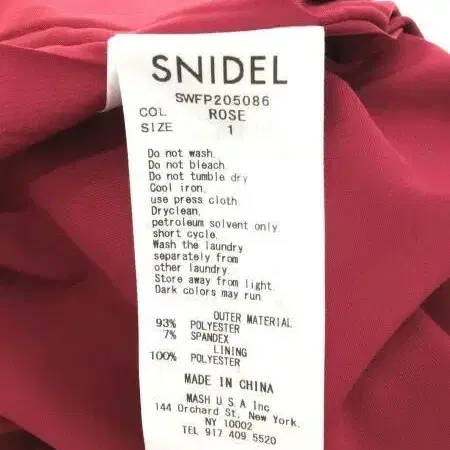 SNIDEL
SWFP205086
COL ROSE
SIZE 1
Do not wash.
Do not bleach.
Do not tumble dry
Cool iron.
use press cloth.
Dryclean.
petroleum solvent only.
short cycle.
Wash the laundry
separately from
other laundry.
Store away from light.
Dark colors may run.
OUTER MATERIAL
93% POLYESTER
7% SPANDEX
LINING
100% POLYESTER
MADE IN CHINA
MASH U S A Inc
144 Orchard St. New York.
NY 10002
TEL 917 409 5520